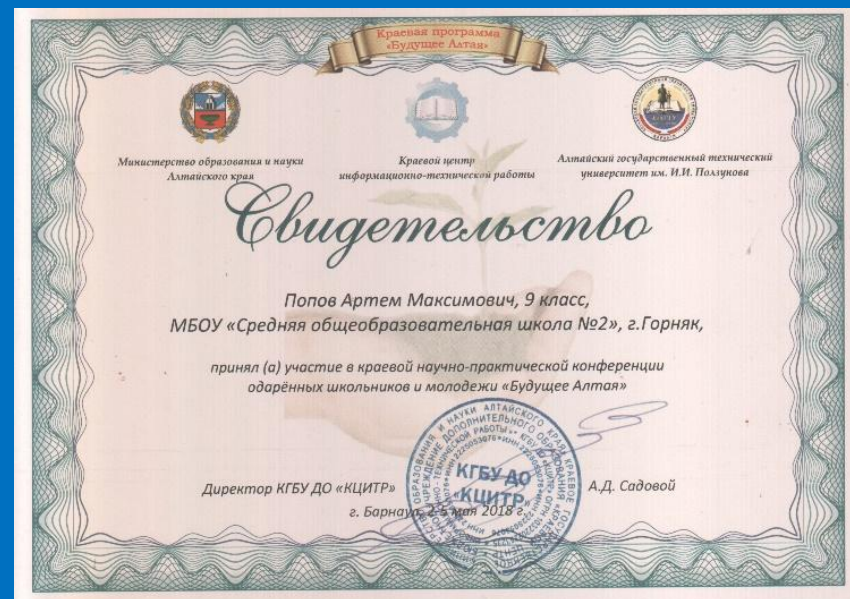 Краевая программа
«Будущее Алтая»
Министерство образования и науки
Алтайского края
Краевой центр
информационно-технической работы
Алтайский государственный технический
университет им. И.И. Ползунова
Свидетельство
Попов Артем Максимович, 9 класс,
МБОУ «Средняя общеобразовательная школа №2», г.Горняк,
принял (а) участие в краевой научно-практической конференции
одарённых школьников и молодежи «Будущее Алтая»
Директор КГБУ ДО «КЦИТР»
А.Д. Садовой
г. Барнаул, 2-5 мая 2018 г.
КГБУ ДО
«КЦИТР»